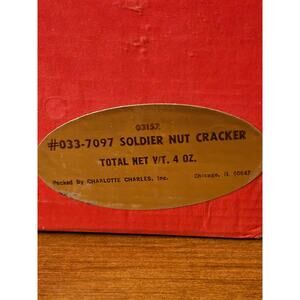 03157
#033-7097 SOLDIER NUT CRACKER
TOTAL NET WT. 4 OZ.
Packed By CHARLOTTE CHARLES, Inc. Chicago, IL 60647